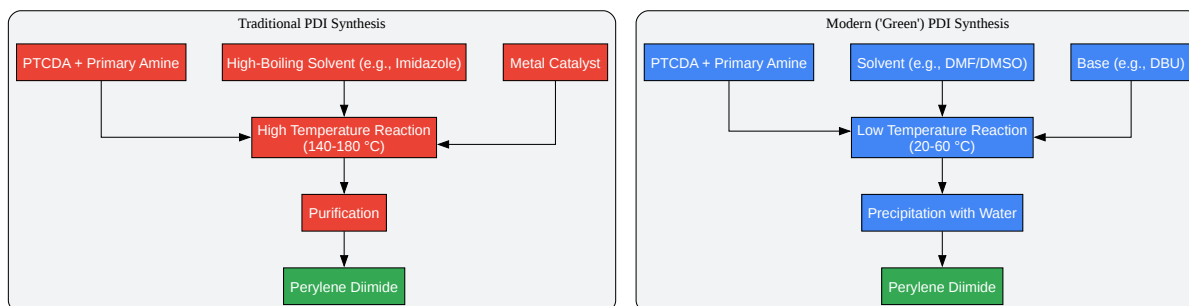 Traditional PDI Synthesis
PTCDA + Primary Amine
High-Boiling Solvent (e.g., Imidazole)
Metal Catalyst
High Temperature Reaction
(140-180 °C)
Purification
Perylene Diimide
Modern ('Green') PDI Synthesis
PTCDA + Primary Amine
Solvent (e.g., DMF/DMSO)
Base (e.g., DBU)
Low Temperature Reaction
(20-60 °C)
Precipitation with Water
Perylene Diimide